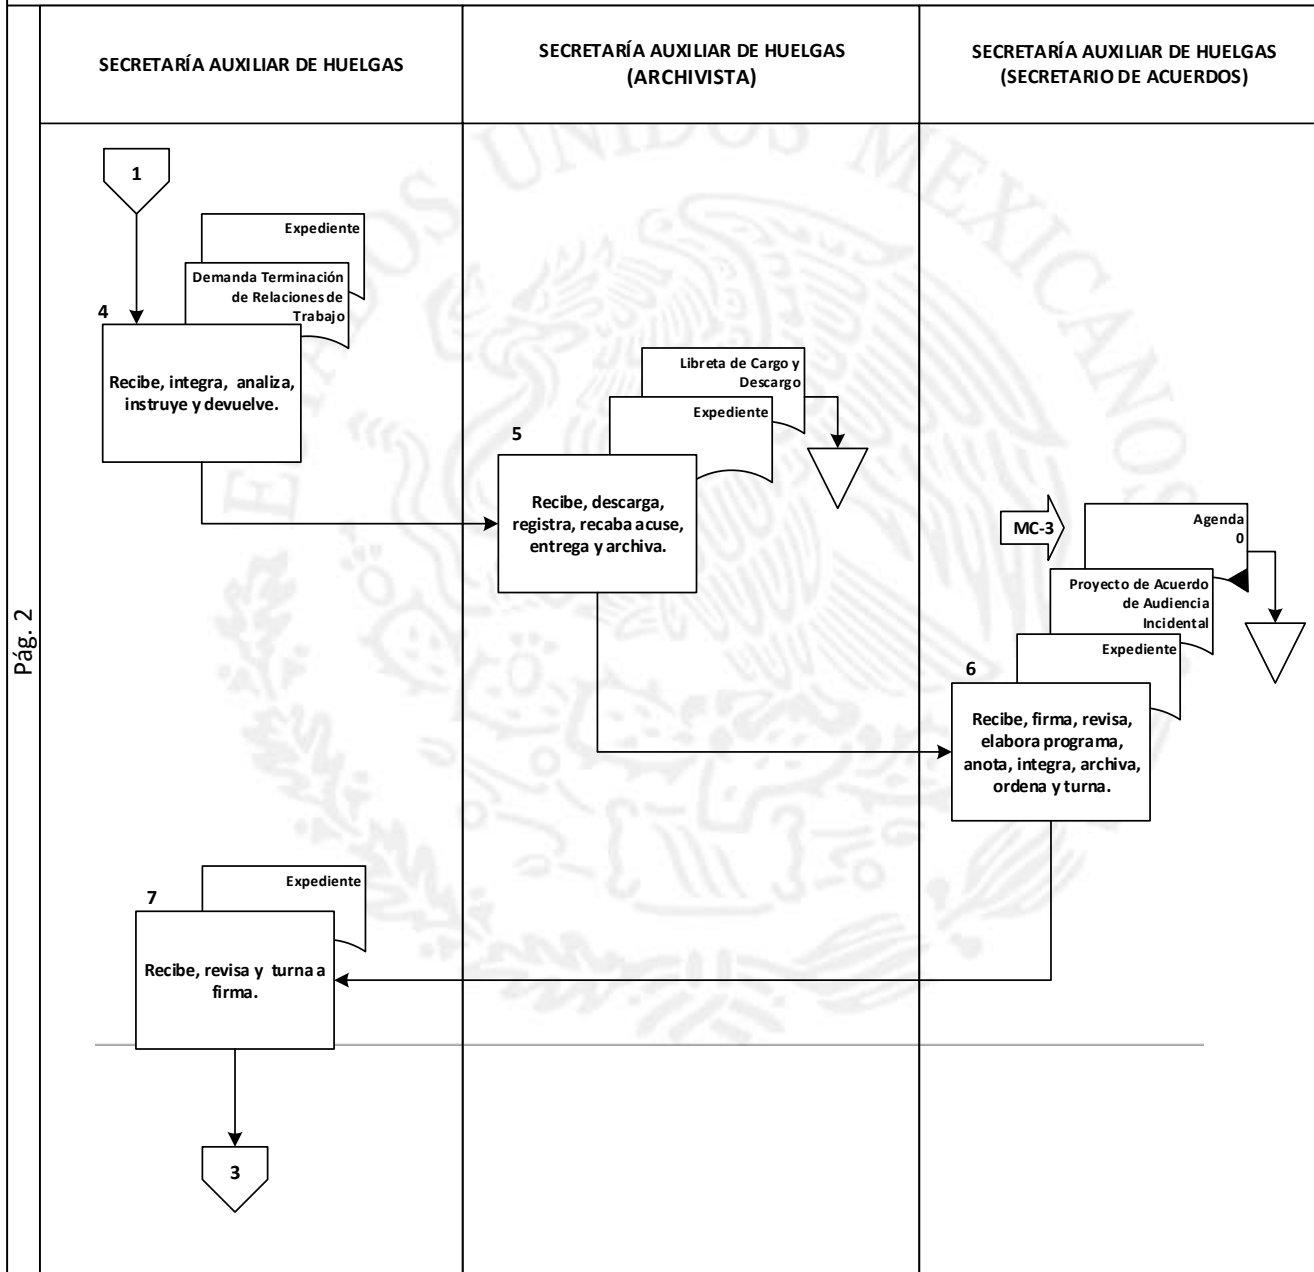 SECRETARÍA AUXILIAR DE HUELGAS
SECRETARÍA AUXILIAR DE HUELGAS
(ARCHIVISTA)
SECRETARÍA AUXILIAR DE HUELGAS
(SECRETARIO DE ACUERDOS)
Pág. 2
UNIDOS MEXICANOS
1
Expediente
Demanda Terminación
de Relaciones de
Trabajo
4
Recibe, integra, analiza,
instruye y devuelve.
Libreta de Cargo y
Descargo
Expediente
5
Recibe, descarga,
registra, recaba acuse,
entrega y archiva.
MC-3
Agenda
0
Proyecto de Acuerdo
de Audiencia
Incidental
Expediente
6
Recibe, firma, revisa,
elabora programa,
anota, integra, archiva,
ordena y turna.
Expediente
7
Recibe, revisa y turna a
firma.
3